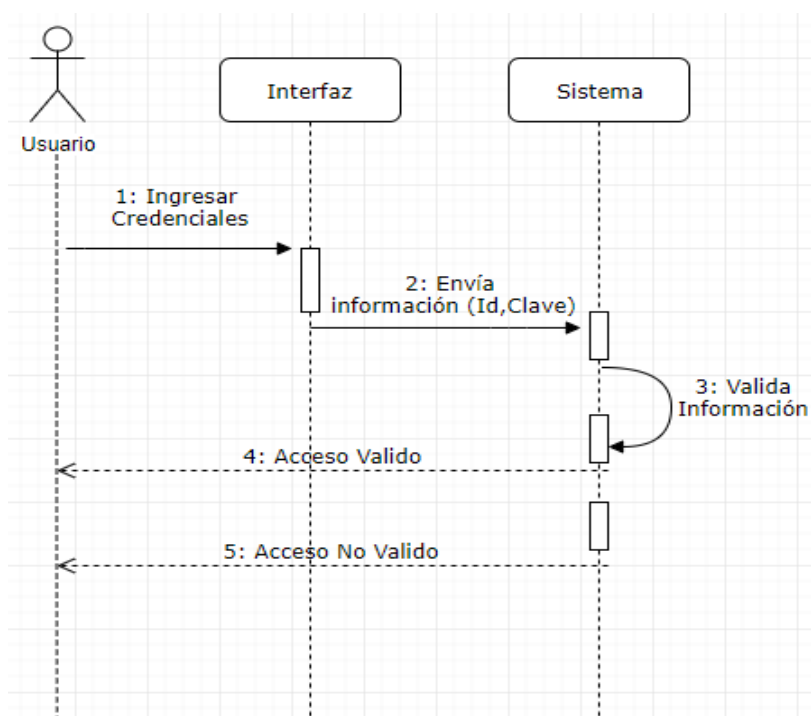 Interfaz
Sistema
Usuario
1: Ingresar
Credenciales
2: Envía
información (Id,Clave)
3: Valida
Información
4: Acceso Valido
5: Acceso No Valido